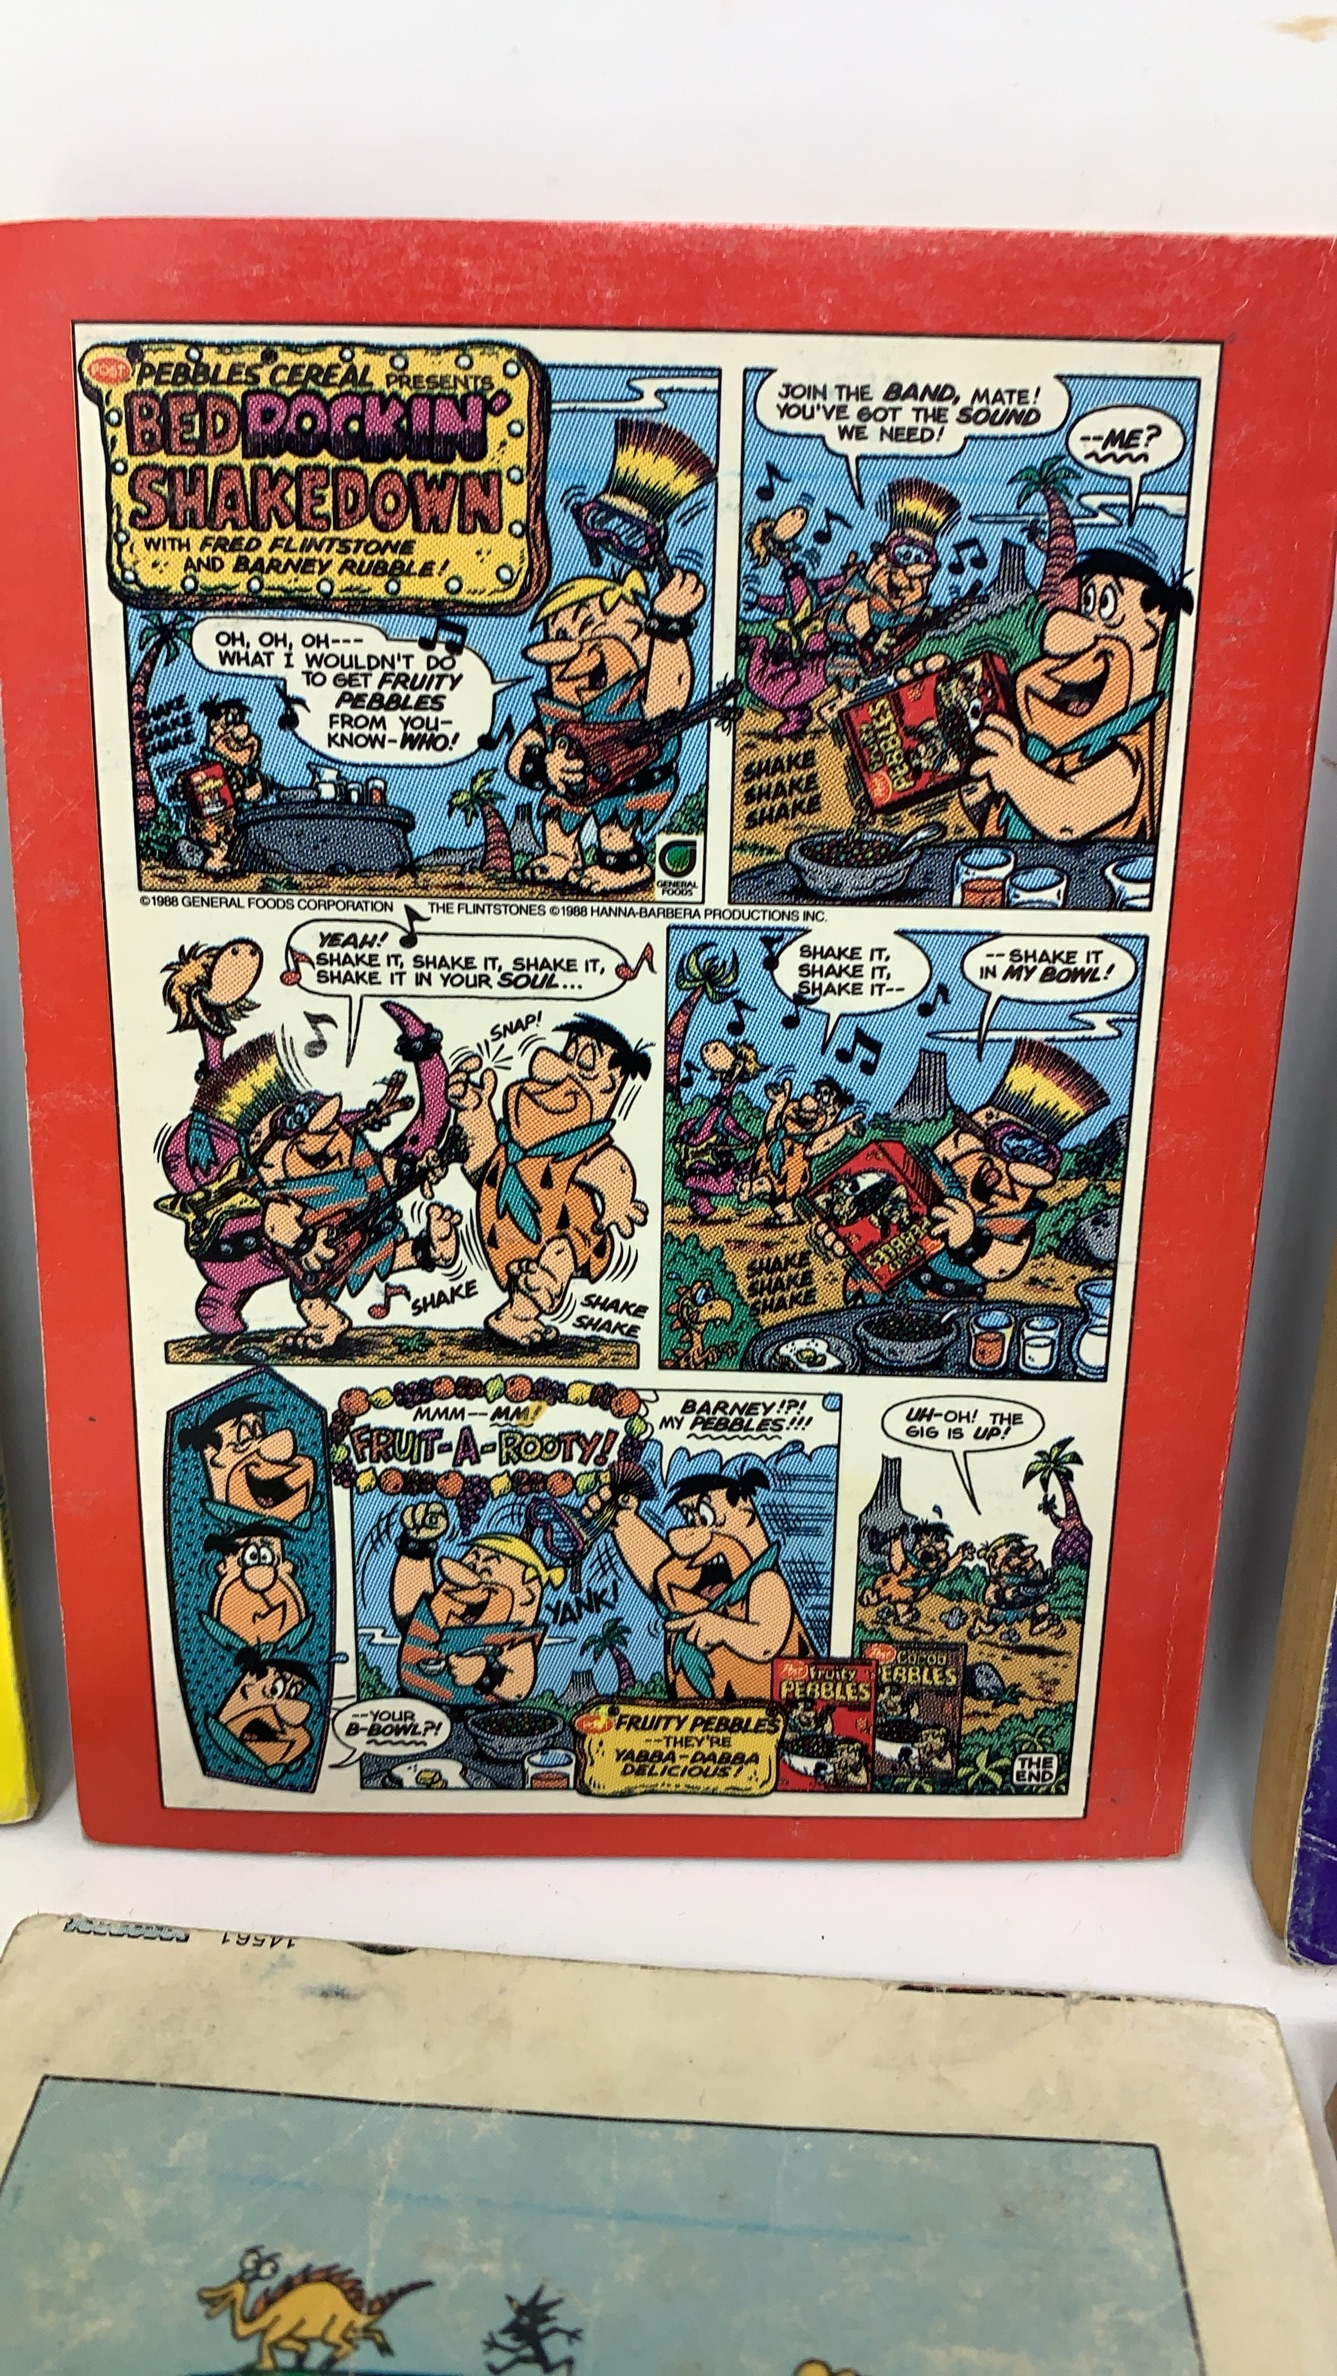 POST
PEBBLES CEREAL PRESENTS
BEDROCKIN'
SHAKEDOWN
WITH FRED FLINTSTONE
AND BARNEY RUBBLE!
OH, OH, OH---
WHAT I WOULDN'T DO
TO GET FRUITY
PEBBLES
FROM YOU-
KNOW-WHO!
SHAKE
SHAKE
SHAKE
GENERAL
FOODS
JOIN THE BAND, MATE!
YOU'VE GOT THE SOUND
WE NEED!
--ME?
PEBBLES
SHAKE
SHAKE
SHAKE
©1988 GENERAL FOODS CORPORATION THE FLINTSTONES ©1988 HANNA-BARBERA PRODUCTIONS INC.
YEAH!
SHAKE IT, SHAKE IT, SHAKE IT,
SHAKE IT IN YOUR SOUL...
SNAP!
SHAKE
SHAKE
SHAKE
SHAKE IT,
SHAKE IT,
SHAKE IT--
--SHAKE IT
IN MY BOWL!
PEBBLES
SHAKE
SHAKE
SHAKE
MMM--MM!
FRUIT-A-ROOTY!
BARNEY!?!
MY PEBBLES!!!
YANK!
--YOUR
B-BOWL?!
FRUITY PEBBLES
--THEY'RE
YABBA-DABBA
DELICIOUS!
UH-OH! THE
GIG IS UP!
Post Fruity
PEBBLES
Post Cocoa
PEBBLES
THE
END
14561